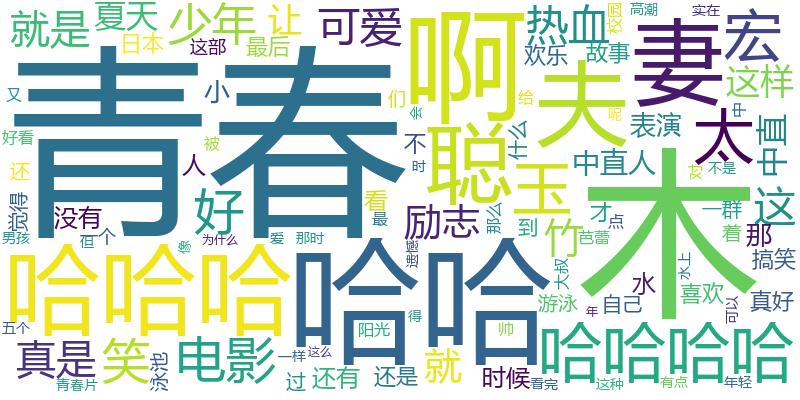 就是
夏天
少年
让
可爱
啊
热血
妻
宏
日本
这部
最后
欢乐
故事
校园
高潮
实在
青春
又
小
们
会
给
呢
夫
这样
好看
被
聪
什么
表演
太
中
中直
还
人
不
时
玉
中直人
对
不是
觉得
没有
好
看
最
励志
那么
到
竹
才
点
木
一群
着
这
那
男孩
但
个
像
为什么
爱
那时
遗憾
芭蕾
大叔
水
水上
搞笑
哈哈哈
哈哈
游泳
自己
喜欢
可以
真好
五个
阳光
得
帅
年
哈哈哈哈
真是
笑
泳池
电影
一样
这么
就
时候
青春片
过
还有
还是
看完
这种
有点
年轻